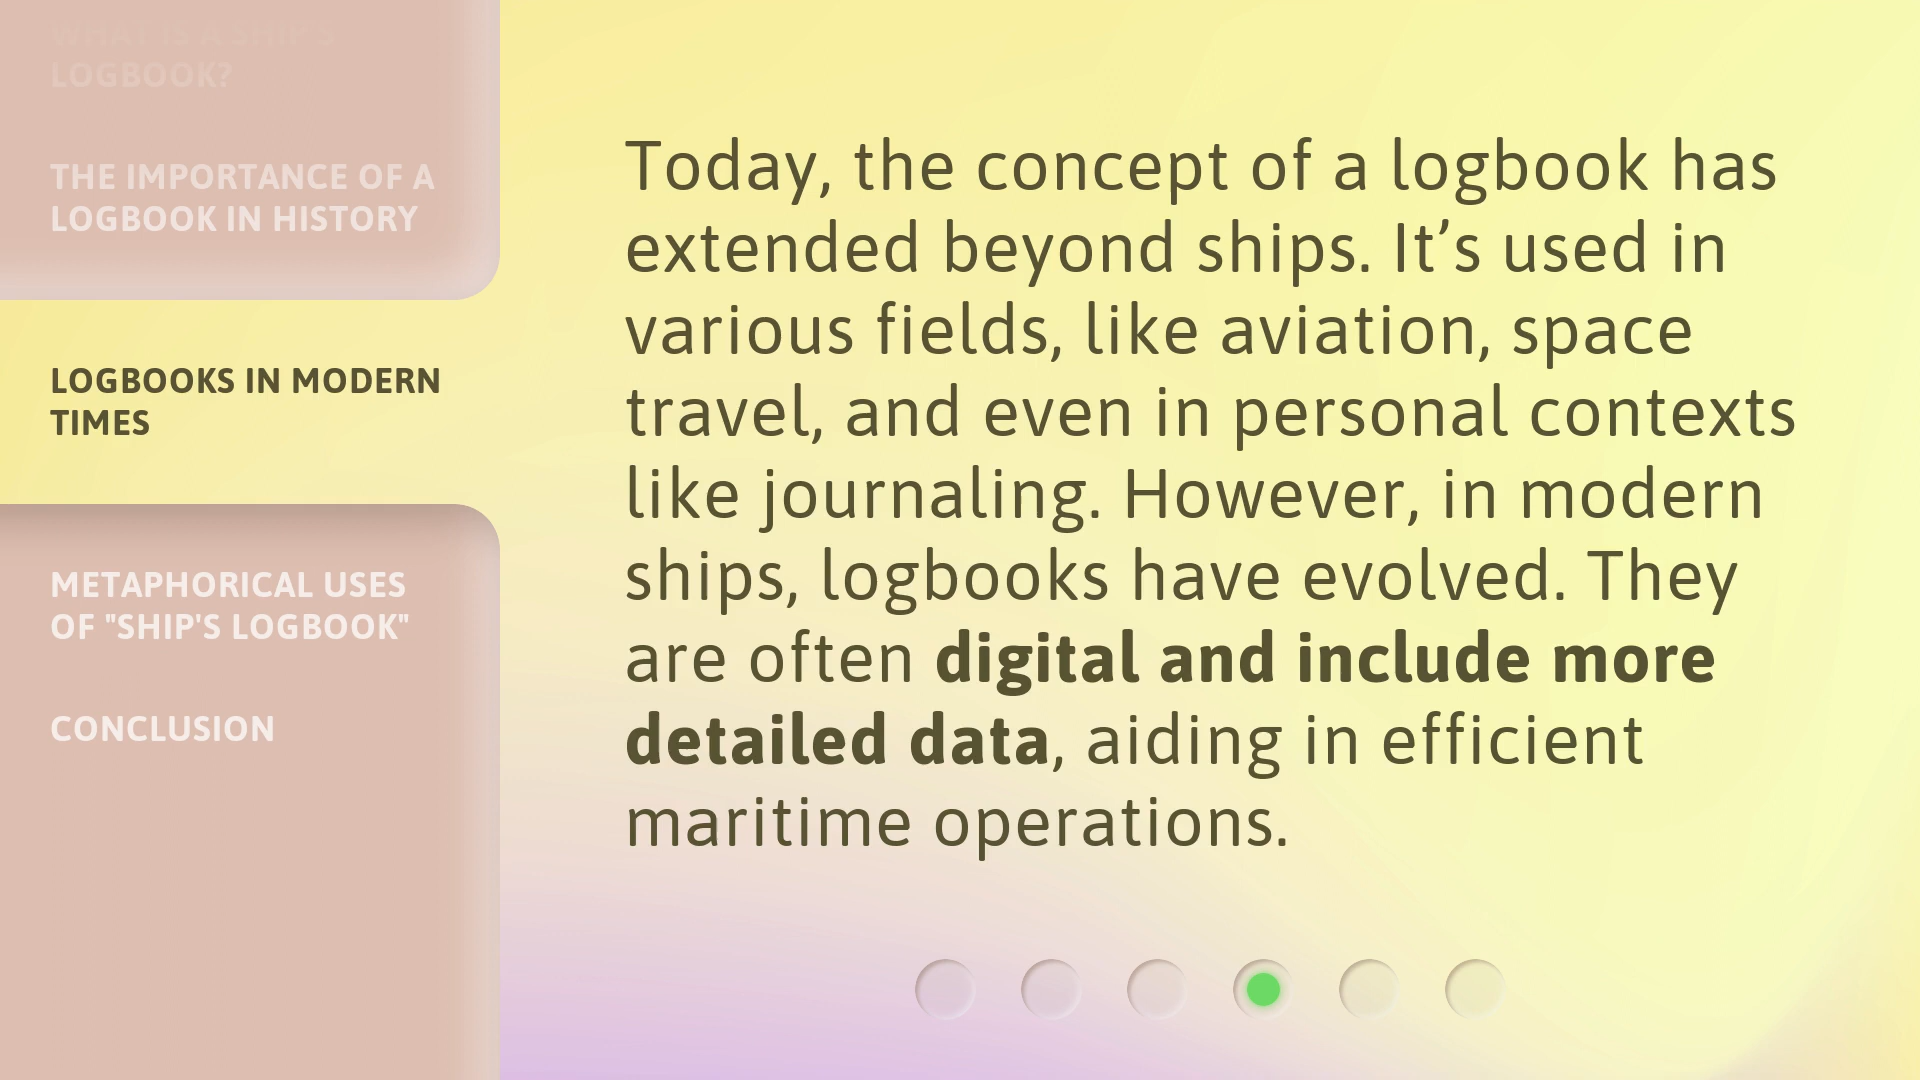 WHAT IS A SHIP'S
LOGBOOK?
THE IMPORTANCE OF A
LOGBOOK IN HISTORY
LOGBOOKS IN MODERN
TIMES
METAPHORICAL USES
OF "SHIP'S LOGBOOK"
CONCLUSION
Today, the concept of a logbook has
extended beyond ships. It’s used in
various fields, like aviation, space
travel, and even in personal contexts
like journaling. However, in modern
ships, logbooks have evolved. They
are often digital and include more
detailed data, aiding in efficient
maritime operations.